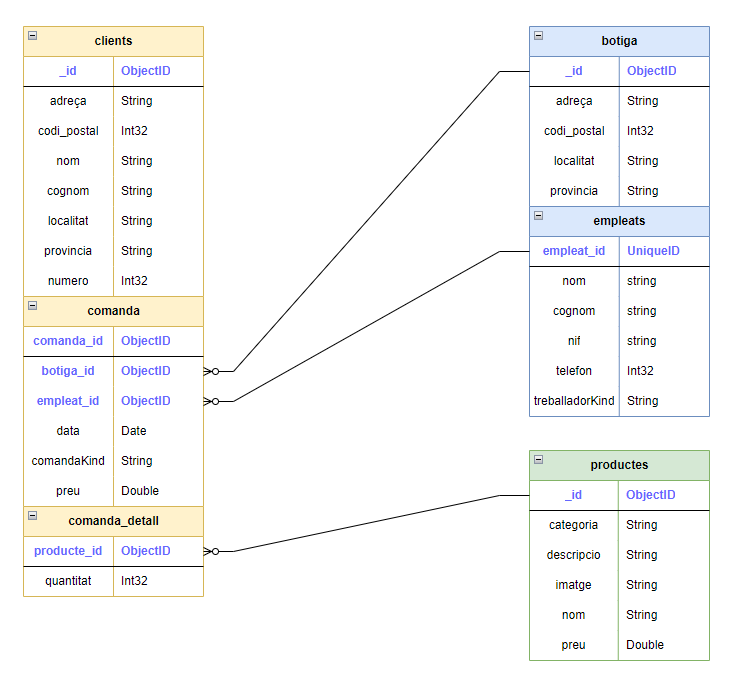 clients
_id ObjectID
adreça String
codi_postal Int32
nom String
cognom String
localitat String
provincia String
numero Int32
comanda
comanda_id ObjectID
botiga_id ObjectID
empleat_id ObjectID
data Date
comandaKind String
preu Double
comanda_detall
producte_id ObjectID
quantitat Int32
botiga
_id ObjectID
adreça String
codi_postal Int32
localitat String
provincia String
empleats
empleat_id UniqueID
nom string
cognom string
nif string
telefon Int32
treballadorKind String
productes
_id ObjectID
categoria String
descripcio String
imatge String
nom String
preu Double